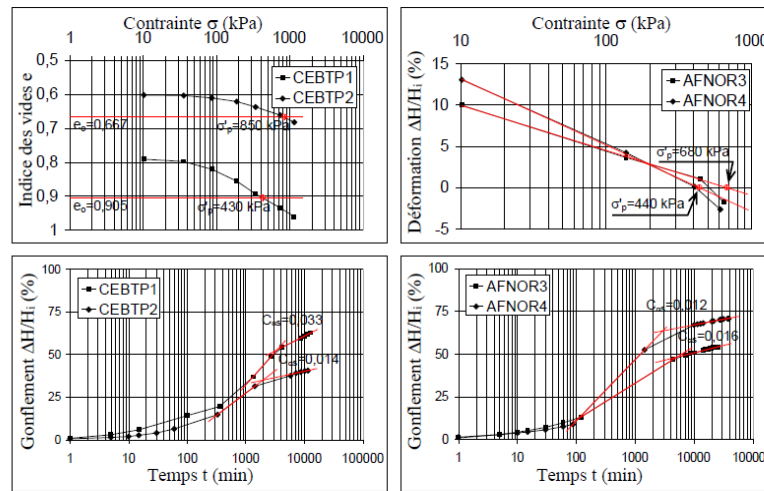 Contrainte σ (kPa)
1 10 100 1000 10000
Indice des vides e
0,5
0,6
0,7
0,8
0,9
1
CEBTP1
CEBTP2
e₀=0,667
σ'p=850 kPa
e₀=0,905
σ'p=430 kPa
Contrainte σ (kPa)
10 100 1000
Déformation ΔH/Hi (%)
15
10
5
0
-5
AFNOR3
AFNOR4
σ'p=680 kPa
σ'p=440 kPa
Gonflement ΔH/Hi (%)
100
75
50
25
0
CEBTP1
CEBTP2
Cαs=0,033
Cαs=0,014
1 10 100 1000 10000 100000
Temps t (min)
Gonflement ΔH/Hi (%)
100
75
50
25
0
AFNOR3
AFNOR4
Cαs=0,012
Cαs=0,016
1 10 100 1000 10000 100000
Temps t (min)